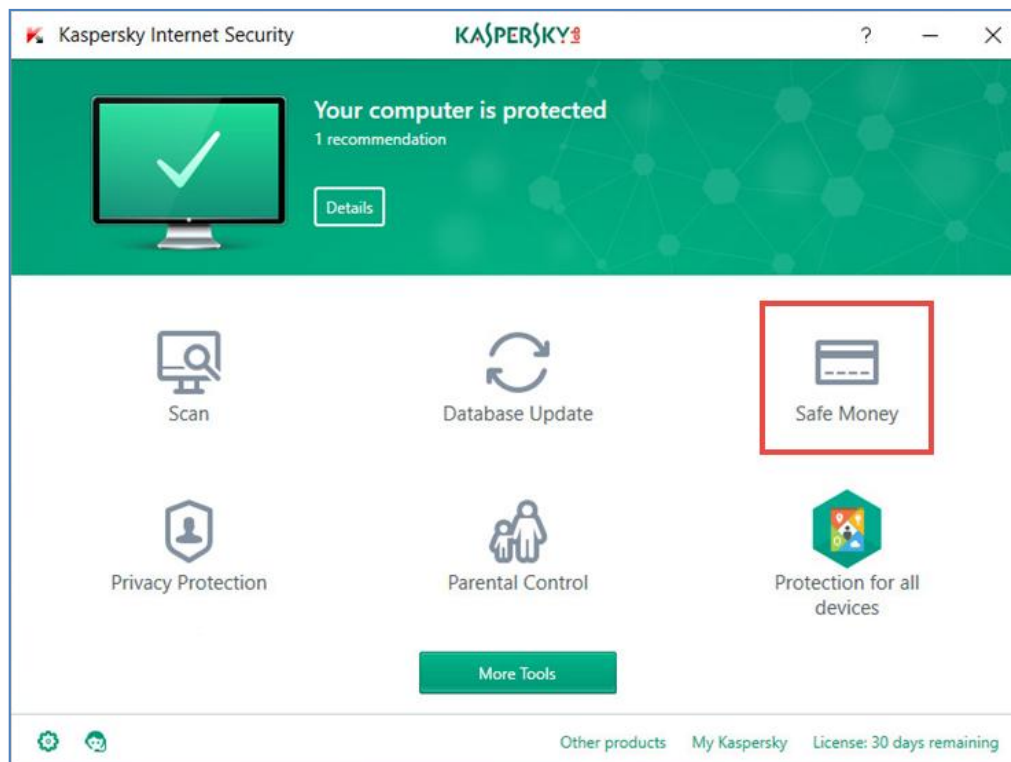 Kaspersky Internet Security
KASPERSKY lab
?
Your computer is protected
1 recommendation
Details
Scan
Database Update
Safe Money
Privacy Protection
Parental Control
Protection for all
devices
More Tools
Other products
My Kaspersky
License: 30 days remaining